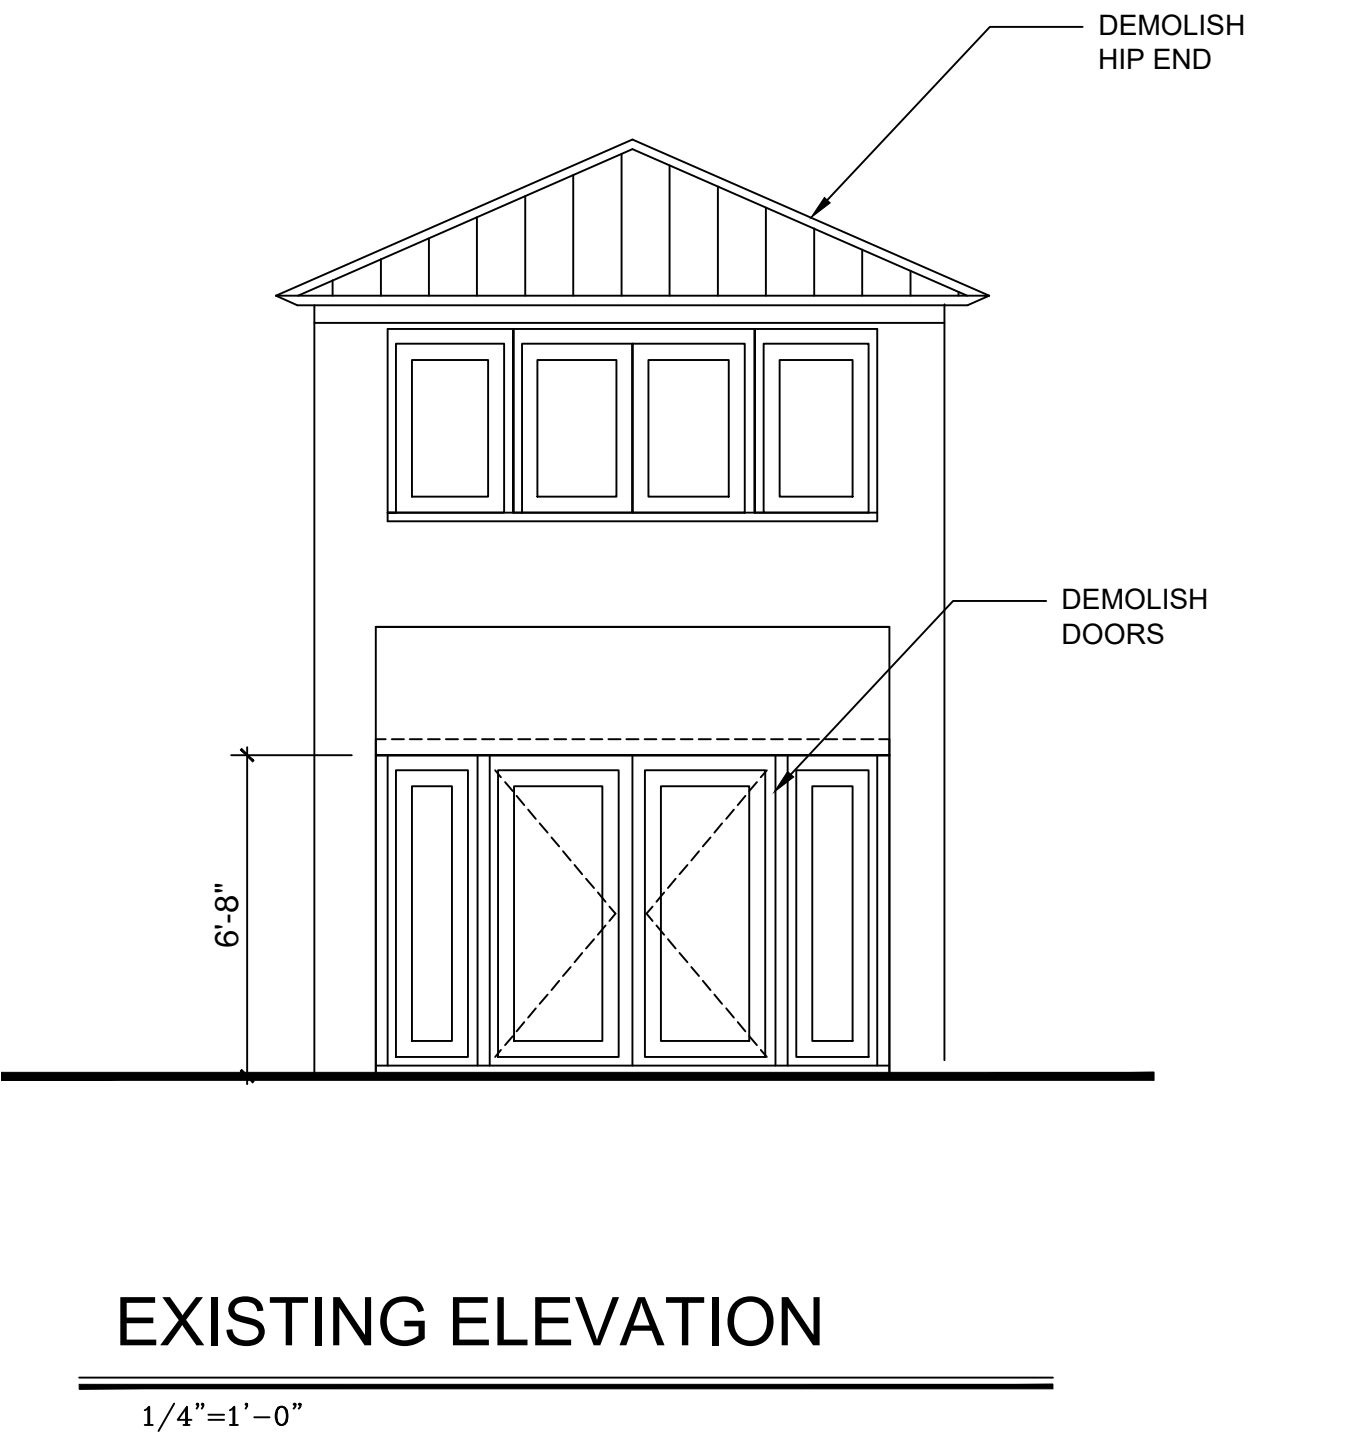 DEMOLISH
HIP END
DEMOLISH
DOORS
6'-8"
EXISTING ELEVATION
1/4”=1’−0”